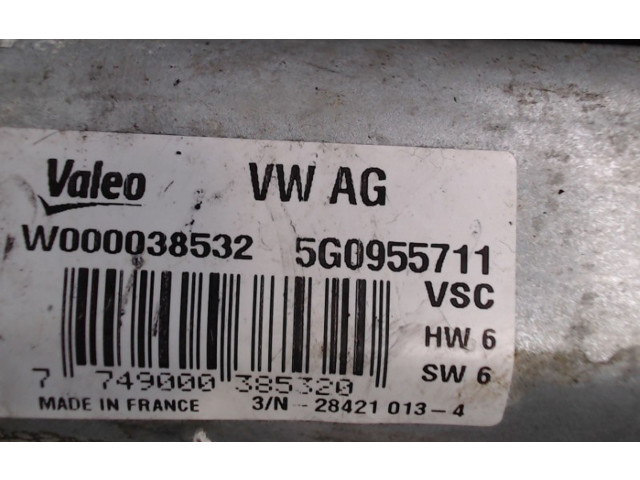 Valeo VW AG
W000038532 5G0955711
VSC
HW 6
7 749000 385320 SW 6
MADE IN FRANCE 3/N - 28421 013-4